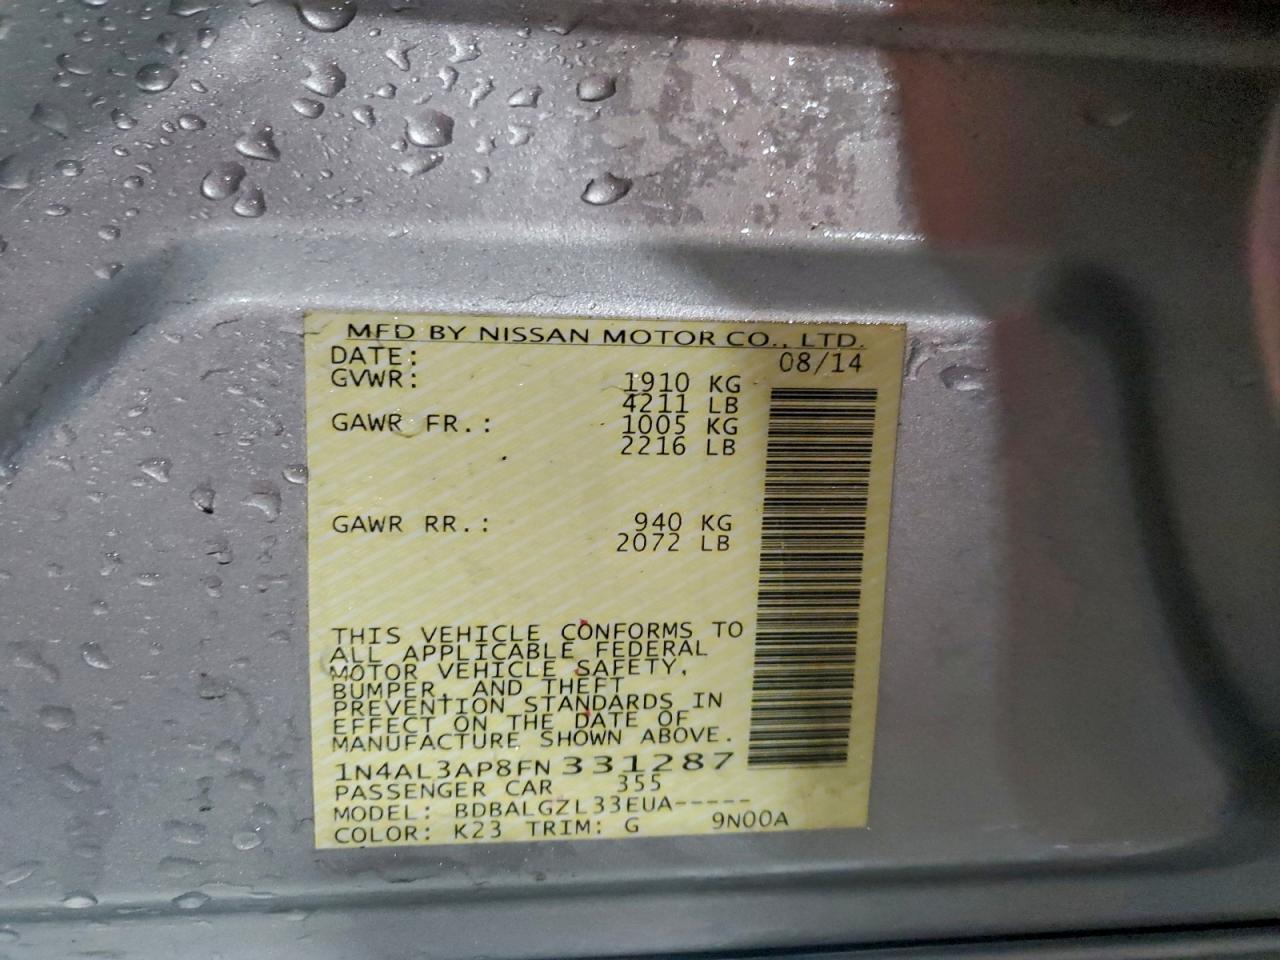 MFD BY NISSAN MOTOR CO., LTD.
DATE: 08/14
GVWR: 1910 KG
4211 LB
GAWR FR.: 1005 KG
2216 LB
GAWR RR.: 940 KG
2072 LB
THIS VEHICLE CONFORMS TO
ALL APPLICABLE FEDERAL
MOTOR VEHICLE SAFETY,
BUMPER, AND THEFT
PREVENTION STANDARDS IN
EFFECT ON THE DATE OF
MANUFACTURE SHOWN ABOVE.
1N4AL3AP8FN331287
PASSENGER CAR 355
MODEL: BDBALGZL33EUA-----
COLOR: K23 TRIM: G 9N00A